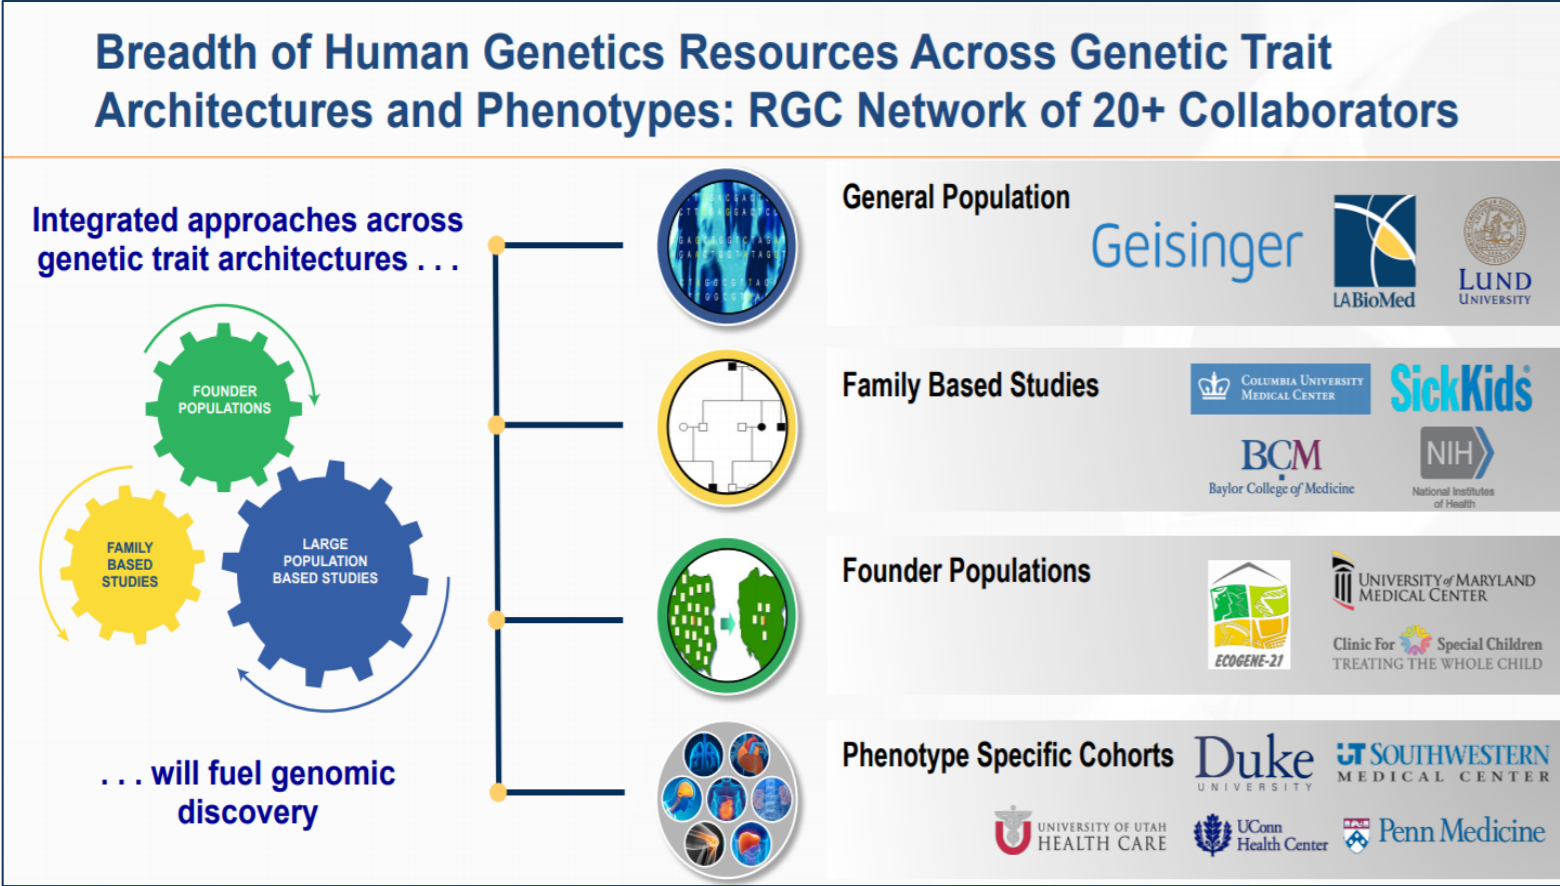 Breadth of Human Genetics Resources Across Genetic Trait
Architectures and Phenotypes: RGC Network of 20+ Collaborators
Integrated approaches across
genetic trait architectures . . .
FOUNDER
POPULATIONS
FAMILY
BASED
STUDIES
LARGE
POPULATION
BASED STUDIES
. . . will fuel genomic
discovery
General Population
Geisinger
LABioMed
LUND
UNIVERSITY
Family Based Studies
COLUMBIA UNIVERSITY
MEDICAL CENTER
SickKids®
BCM
Baylor College of Medicine
NIH
National Institutes
of Health
Founder Populations
ECOGENE-21
UNIVERSITY of MARYLAND
MEDICAL CENTER
Clinic For Special Children
TREATING THE WHOLE CHILD
Phenotype Specific Cohorts
Duke
UNIVERSITY
UT SOUTHWESTERN
MEDICAL CENTER
UNIVERSITY OF UTAH
HEALTH CARE
UConn
Health Center
Penn Medicine